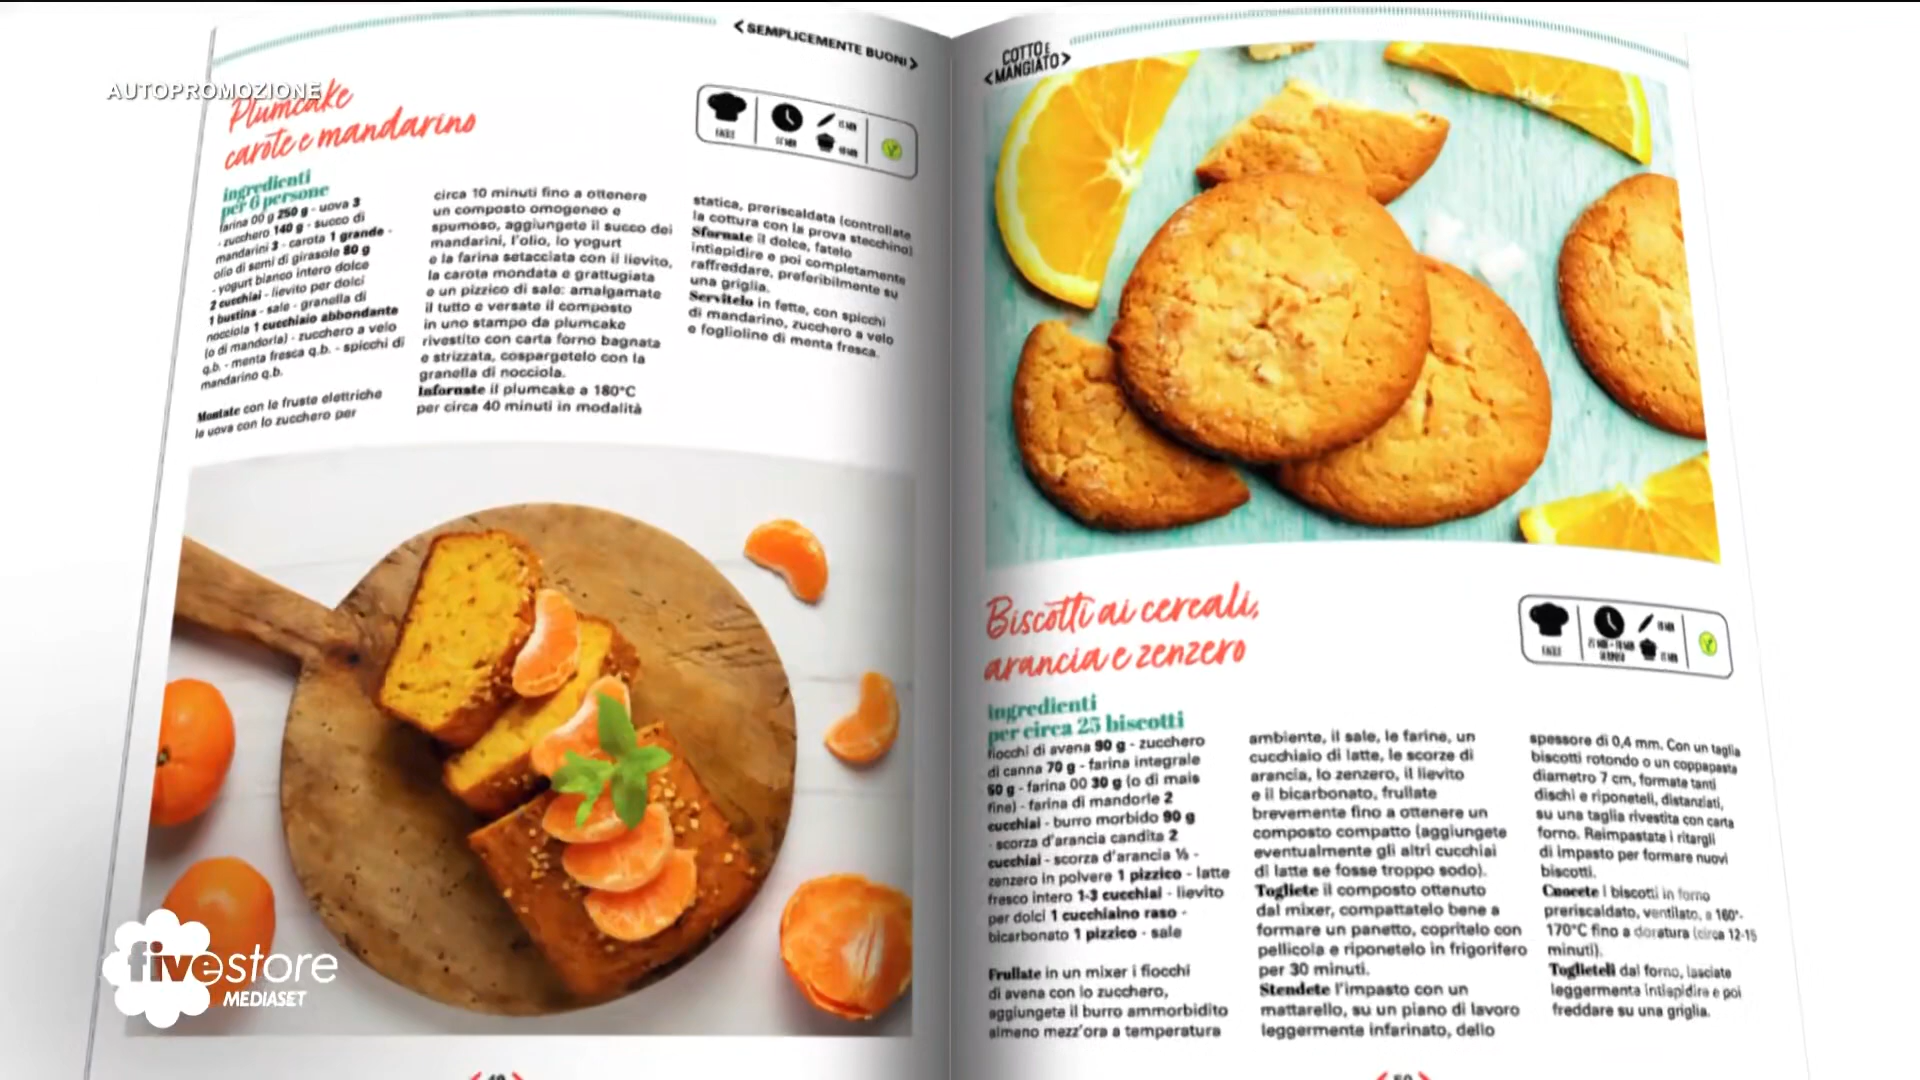 AUTOPROMOZIONE
< SEMPLICEMENTE BUONI >
Plumcake
carote e mandarino
FACILE
ingredienti
per 6 persone
farina 00 g 250 g - uova 3
- zucchero 140 g - succo di
mandarini 3 - carota 1 grande -
olio di semi di girasole 80 g
- yogurt bianco intero dolce
2 cucchiai - lievito per dolci
1 bustina - sale - granella di
nocciola 1 cucchiaio abbondante
(o di mandorla) - zucchero a velo
q.b. - menta fresca q.b. - spicchi di
mandarino q.b.
Montate con le fruste elettriche
le uova con lo zucchero per
circa 10 minuti fino a ottenere
un composto omogeneo e
spumoso, aggiungete il succo dei
mandarini, l'olio, lo yogurt
e la farina setacciata con il lievito,
la carota mondata e grattugiata
e un pizzico di sale: amalgamate
il tutto e versate il composto
in uno stampo da plumcake
rivestito con carta forno bagnata
e strizzata, cospargetelo con la
granella di nocciola.
Infornate il plumcake a 180°C
per circa 40 minuti in modalità
statica, preriscaldata (controllate
la cottura con la prova stecchino)
Sfornate il dolce, fatelo
intiepidire e poi completamente
raffreddare, preferibilmente su
una griglia.
Servitelo in fette, con spicchi
di mandarino, zucchero a velo
e foglioline di menta fresca.
fivestore
MEDIASET
COTTO E
< MANGIATO >
Biscotti ai cereali,
arancia e zenzero
FACILE
ingredienti
per circa 25 biscotti
fiocchi di avena 90 g - zucchero
di canna 70 g - farina integrale
50 g - farina 00 30 g (o di mais
fine) - farina di mandorle 2
cucchiai - burro morbido 90 g
- scorza d'arancia candita 2
cucchiai - scorza d'arancia ½ -
zenzero in polvere 1 pizzico - latte
fresco intero 1-3 cucchiai - lievito
per dolci 1 cucchiaino raso -
bicarbonato 1 pizzico - sale
Frullate in un mixer i fiocchi
di avena con lo zucchero,
aggiungete il burro ammorbidito
almeno mezz'ora a temperatura
ambiente, il sale, le farine, un
cucchiaio di latte, le scorze di
arancia, lo zenzero, il lievito
e il bicarbonato, frullate
brevemente fino a ottenere un
composto compatto (aggiungete
eventualmente gli altri cucchiai
di latte se fosse troppo sodo).
Togliete il composto ottenuto
dal mixer, compattatelo bene a
formare un panetto, copritelo con
pellicola e riponetelo in frigorifero
per 30 minuti.
Stendete l'impasto con un
mattarello, su un piano di lavoro
leggermente infarinato, dello
spessore di 0,4 mm. Con un taglia
biscotti rotondo o un coppapasta
diametro 7 cm, formate tanti
dischi e riponeteli, distanziati,
su una taglia rivestita con carta
forno. Reimpastate i ritargli
di impasto per formare nuovi
biscotti.
Cuocete i biscotti in forno
preriscaldato, ventilato, a 160°-
170°C fino a doratura (circa 12-15
minuti).
Toglieteli dal forno, lasciate
leggermente intiepidire e poi
freddare su una griglia.